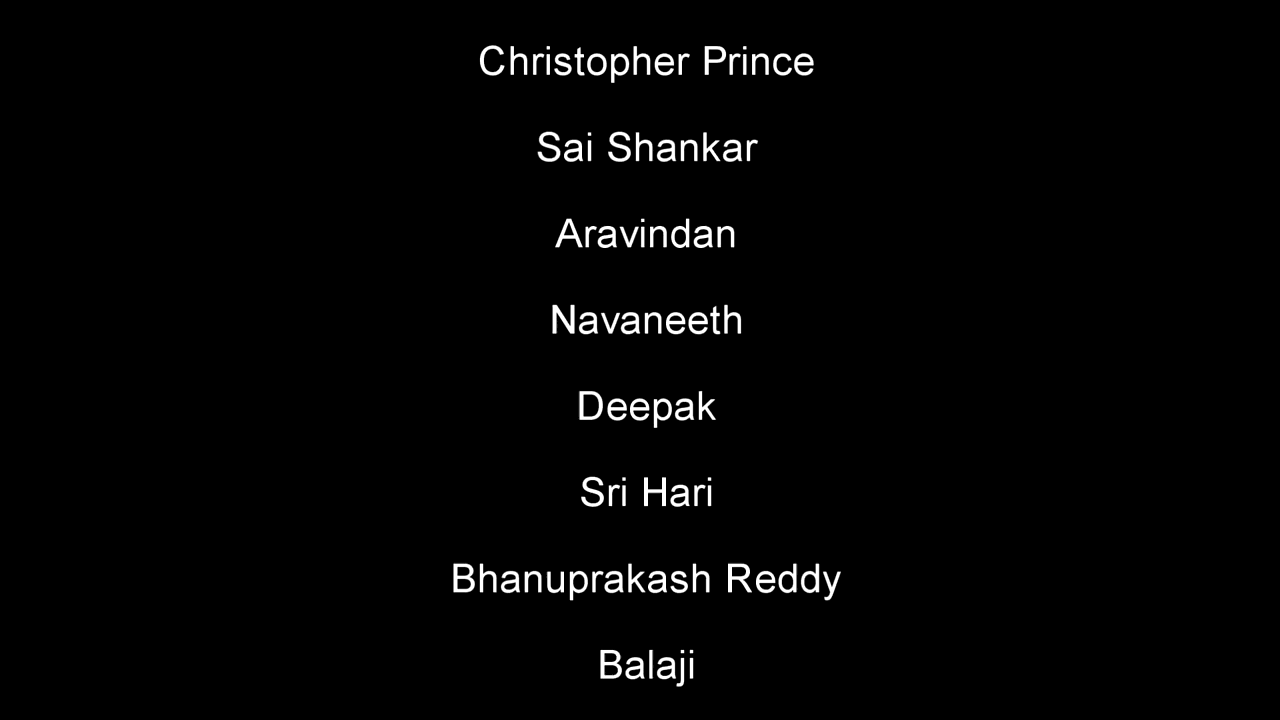 Christopher Prince
Sai Shankar
Aravindan
Navaneeth
Deepak
Sri Hari
Bhanuprakash Reddy
Balaji